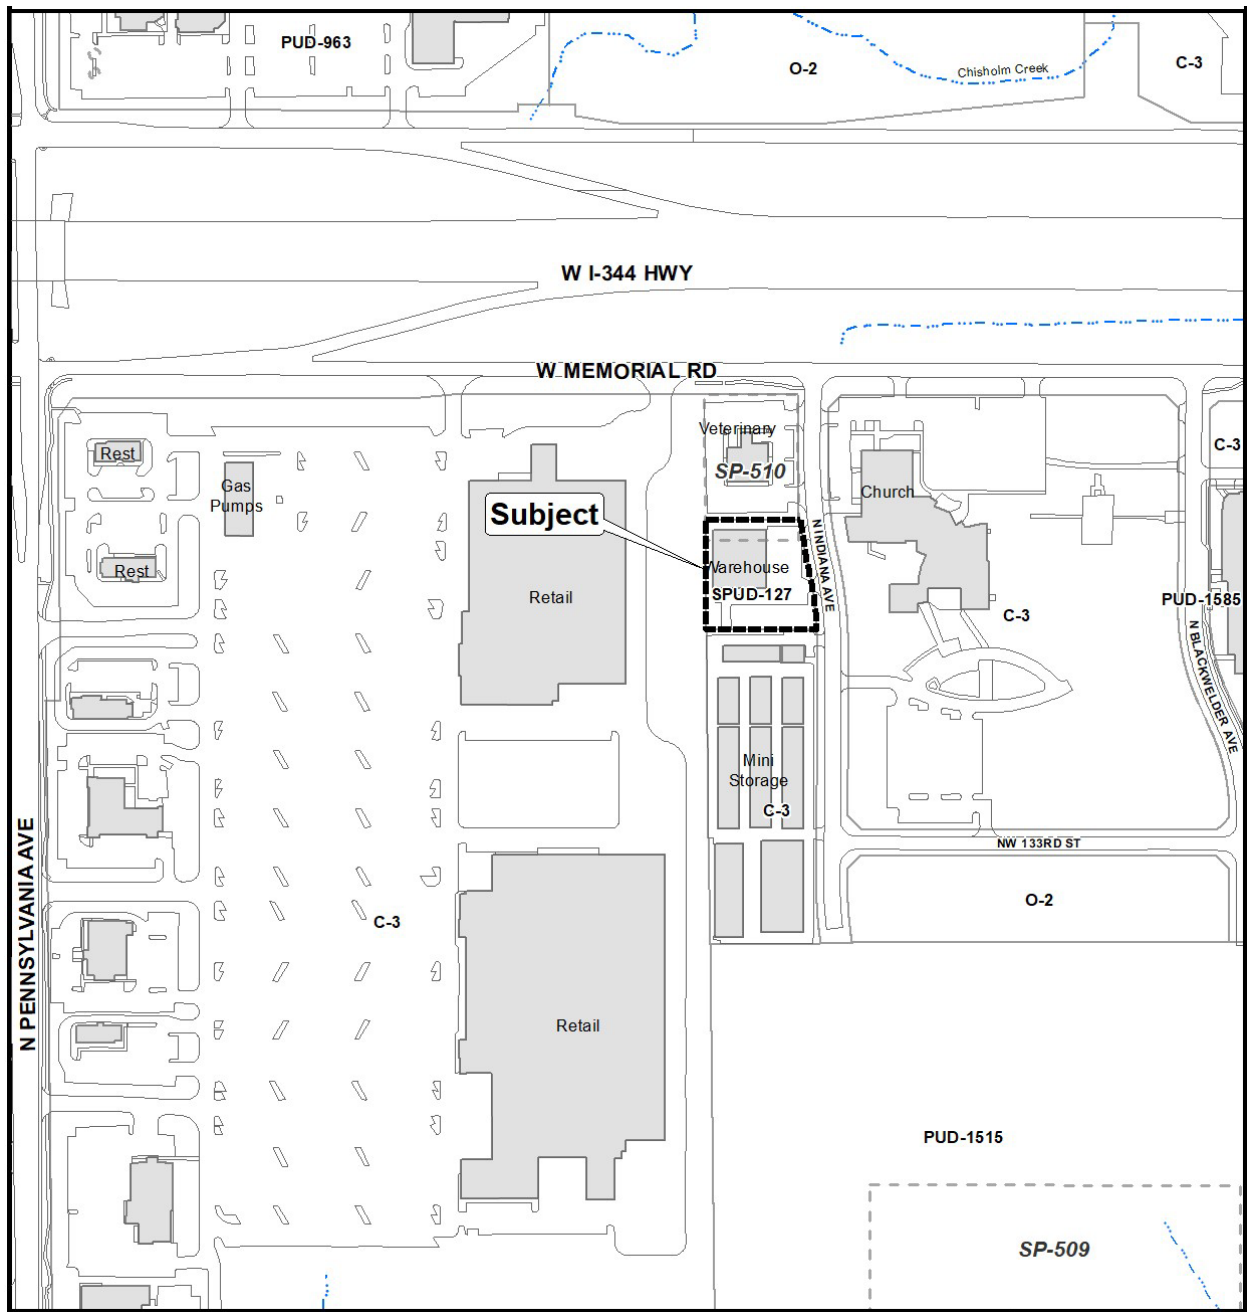 PUD-963
O-2
Chisholm Creek
C-3
W I-344 HWY
W MEMORIAL RD
Veterinary
SP-510
C-3
Rest
Gas
Pumps
Church
Subject
N INDIANA AVE
Rest
Warehouse
SPUD-127
Retail
C-3
PUD-1585
N BLACKWELDER AVE
Mini
Storage
C-3
NW 133RD ST
O-2
C-3
N PENNSYLVANIA AVE
Retail
PUD-1515
SP-509